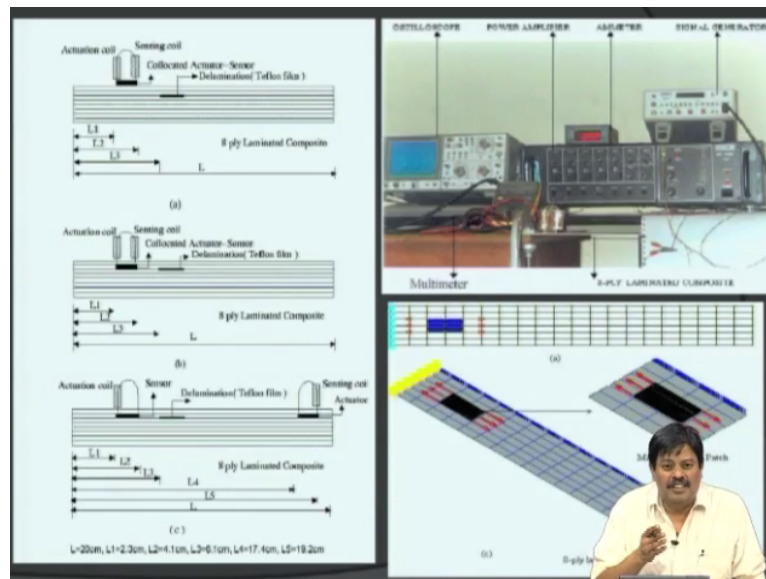 Actuation coil
Sensing coil
Collocated Actuator-Sensor
Delamination( Teflon film )
L1
L2
L3
L
8 ply Laminated Composite
(a)
Actuation coil
Sensing coil
Collocated Actuator-Sensor
Delamination( Teflon film )
L1
L2
L3
L
8 ply Laminated Composite
(b)
Actuation coil
Sensor
Delamination( Teflon film )
Sensing coil
Actuator
L1
L2
L3
L4
L5
L
8 ply Laminated Composite
(c)
L=20cm, L1=2.3cm, L2=4.1cm, L3=6.1cm, L4=17.4cm, L5=19.2cm
OSCILLOSCOPE POWER AMPLIFIER AMMETER SIGNAL GENERATOR
Multimeter
8-PLY LAMINATED COMPOSITE
(a)
Patch
(c)
8-ply